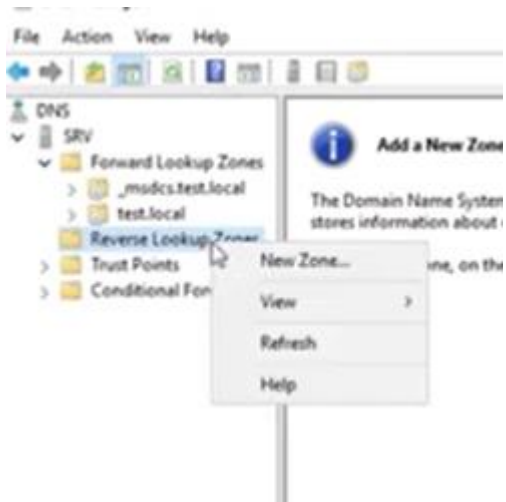 File Action View Help
DNS
SRV
Forward Lookup Zones
_msdcs.test.local
test.local
Reverse Lookup Zones
Trust Points
Conditional For
Add a New Zone
The Domain Name System
stores information about
one, on the
New Zone...
View
Refresh
Help